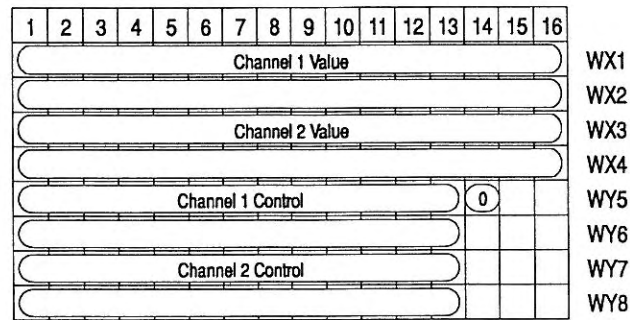 1 2 3 4 5 6 7 8 9 10 11 12 13 14 15 16
Channel 1 Value WX1
WX2
Channel 2 Value WX3
WX4
Channel 1 Control 0 WY5
WY6
Channel 2 Control WY7
WY8